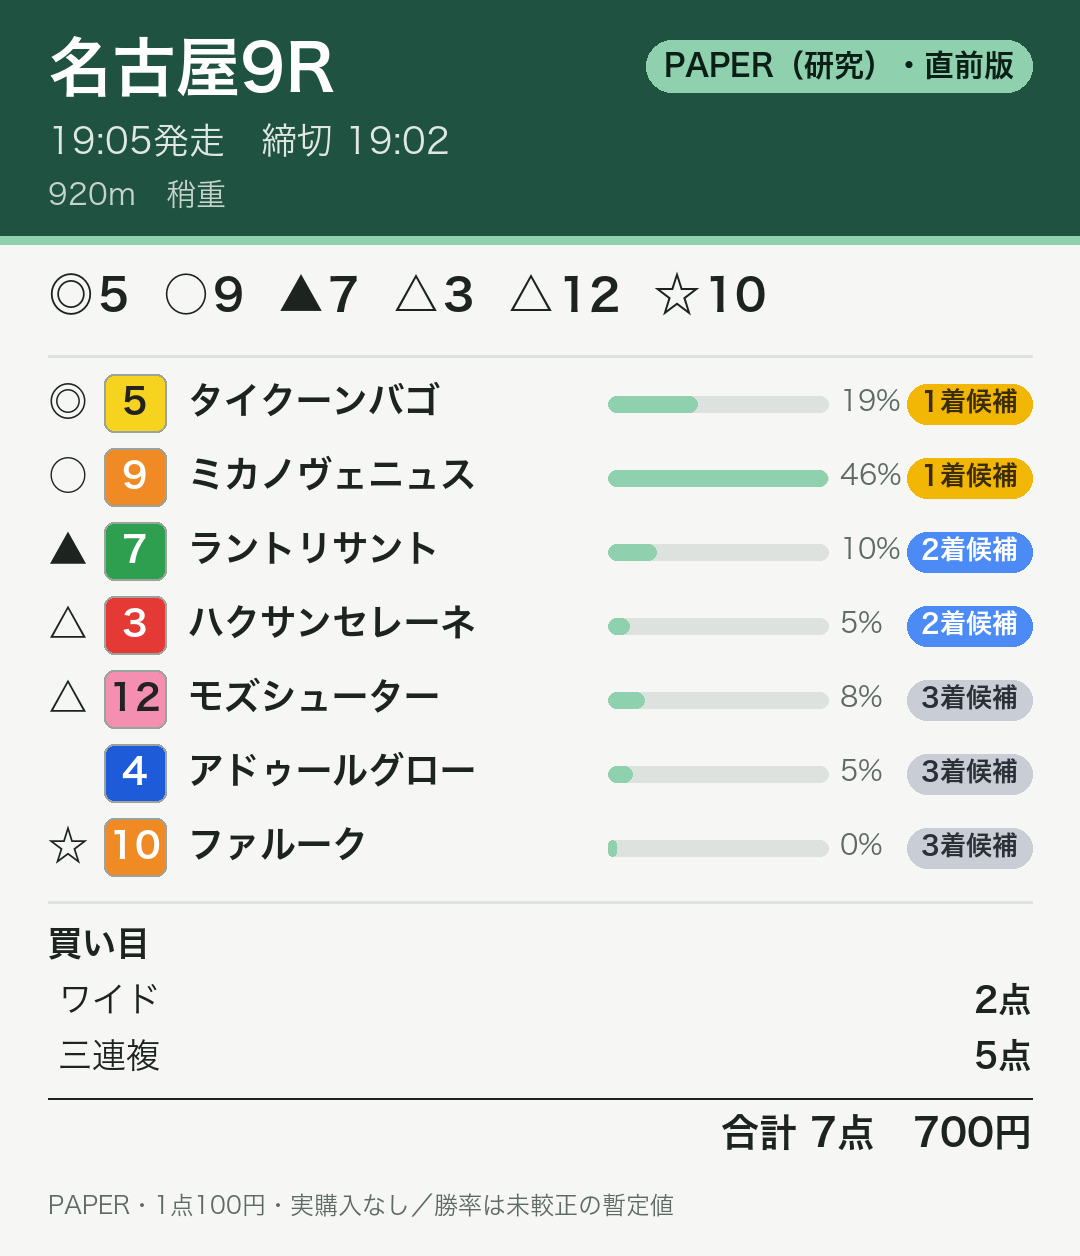 名古屋9R
PAPER（研究）・直前版
19:05発走　締切 19:02
920m　稍重
◎5 ○9 ▲7 △3 △12 ☆10
◎ 5 タイクーンバゴ 19% 1着候補
○ 9 ミカノヴェニュス 46% 1着候補
▲ 7 ラントリサント 10% 2着候補
△ 3 ハクサンセレーネ 5% 2着候補
△ 12 モズシューター 8% 3着候補
4 アドゥールグロー 5% 3着候補
☆ 10 ファルーク 0% 3着候補
買い目
ワイド 2点
三連複 5点
合計 7点　700円
PAPER・1点100円・実購入なし／勝率は未較正の暫定値